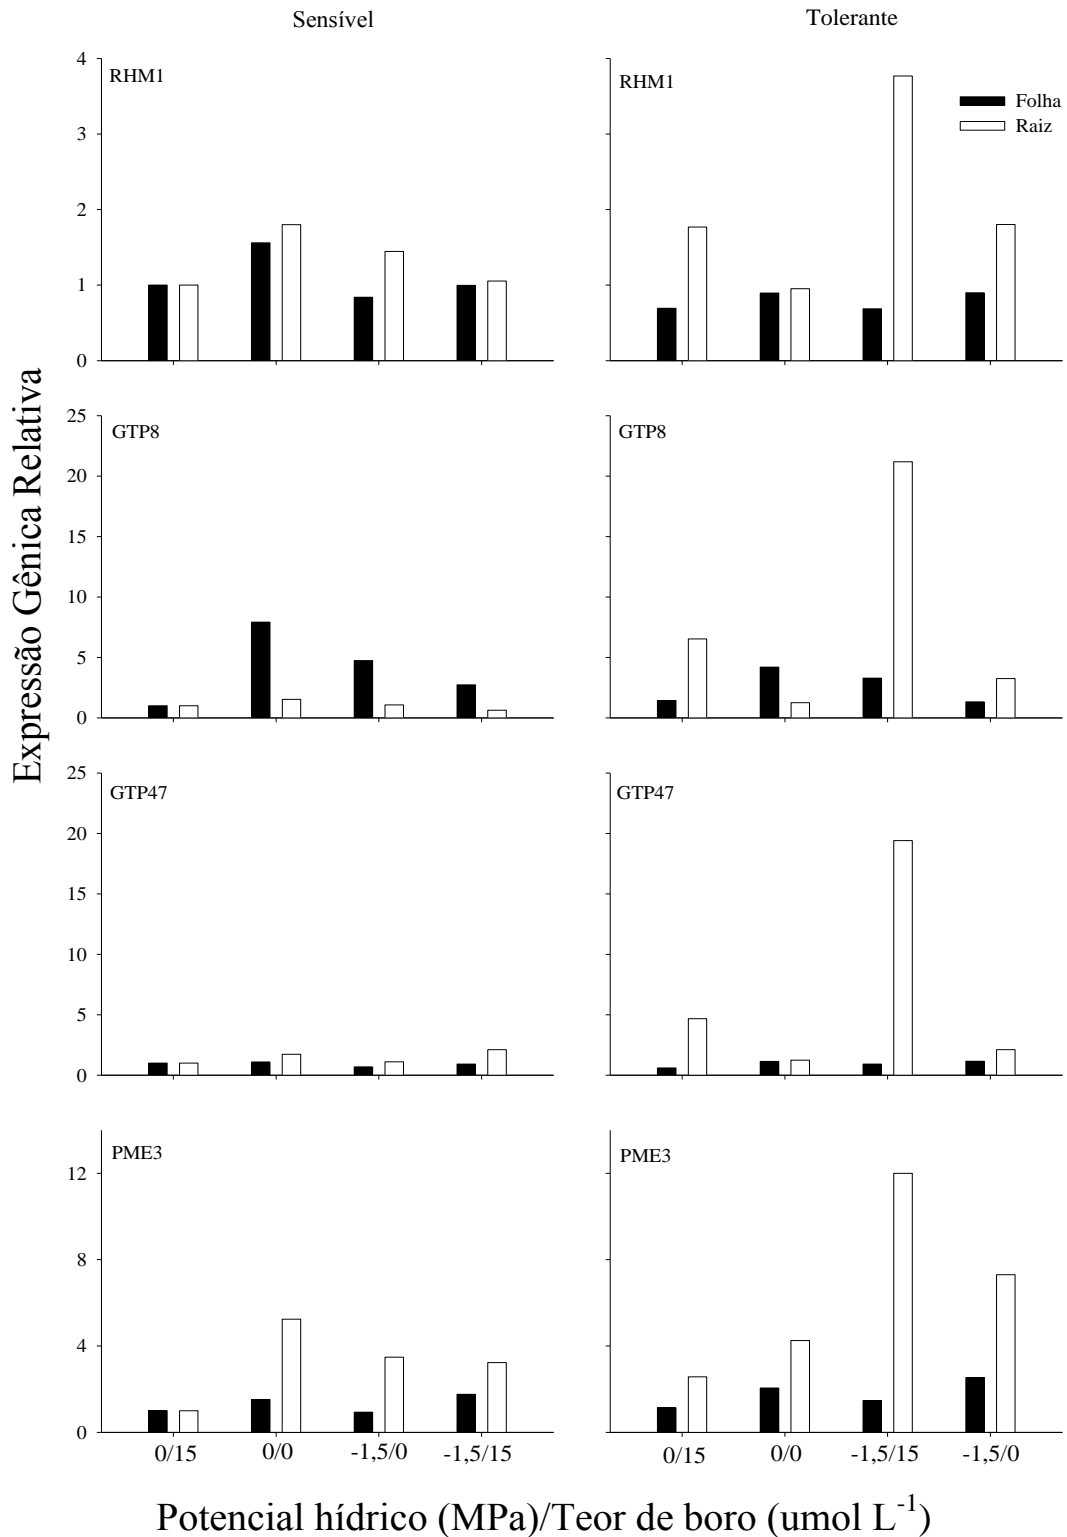 Sensível
Tolerante
Expressão Gênica Relativa
RHM1
4
3
2
1
0
RHM1
Folha
Raiz
GTP8
25
20
15
10
5
0
GTP8
GTP47
25
20
15
10
5
0
GTP47
PME3
12
8
4
0
PME3
0/15 0/0 -1,5/0 -1,5/15
0/15 0/0 -1,5/15 -1,5/0
Potencial hídrico (MPa)/Teor de boro (umol L⁻¹)